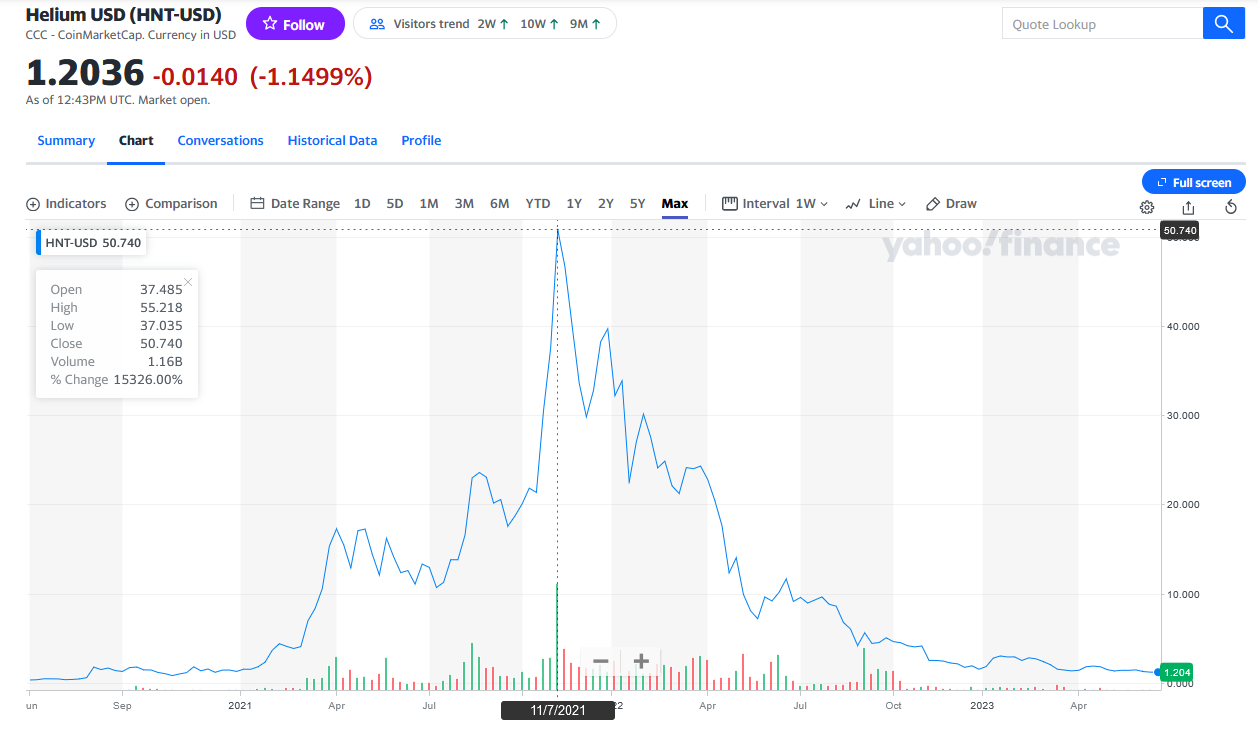 Helium USD (HNT-USD)
CCC - CoinMarketCap. Currency in USD
Follow
Visitors trend 2W↑ 10W↑ 9M↑
Quote Lookup
1.2036 -0.0140 (-1.1499%)
As of 12:43PM UTC. Market open.
Summary Chart Conversations Historical Data Profile
Full screen
Indicators Comparison Date Range 1D 5D 1M 3M 6M YTD 1Y 2Y 5Y Max Interval 1W Line Draw
HNT-USD 50.740
yahoo!finance
50.740
Open 37.485
High 55.218
Low 37.035
Close 50.740
Volume 1.16B
% Change 15326.00%
40.000
30.000
20.000
10.000
1.204
0.000
un Sep 2021 Apr Jul 11/7/2021 22 Apr Jul Oct 2023 Apr